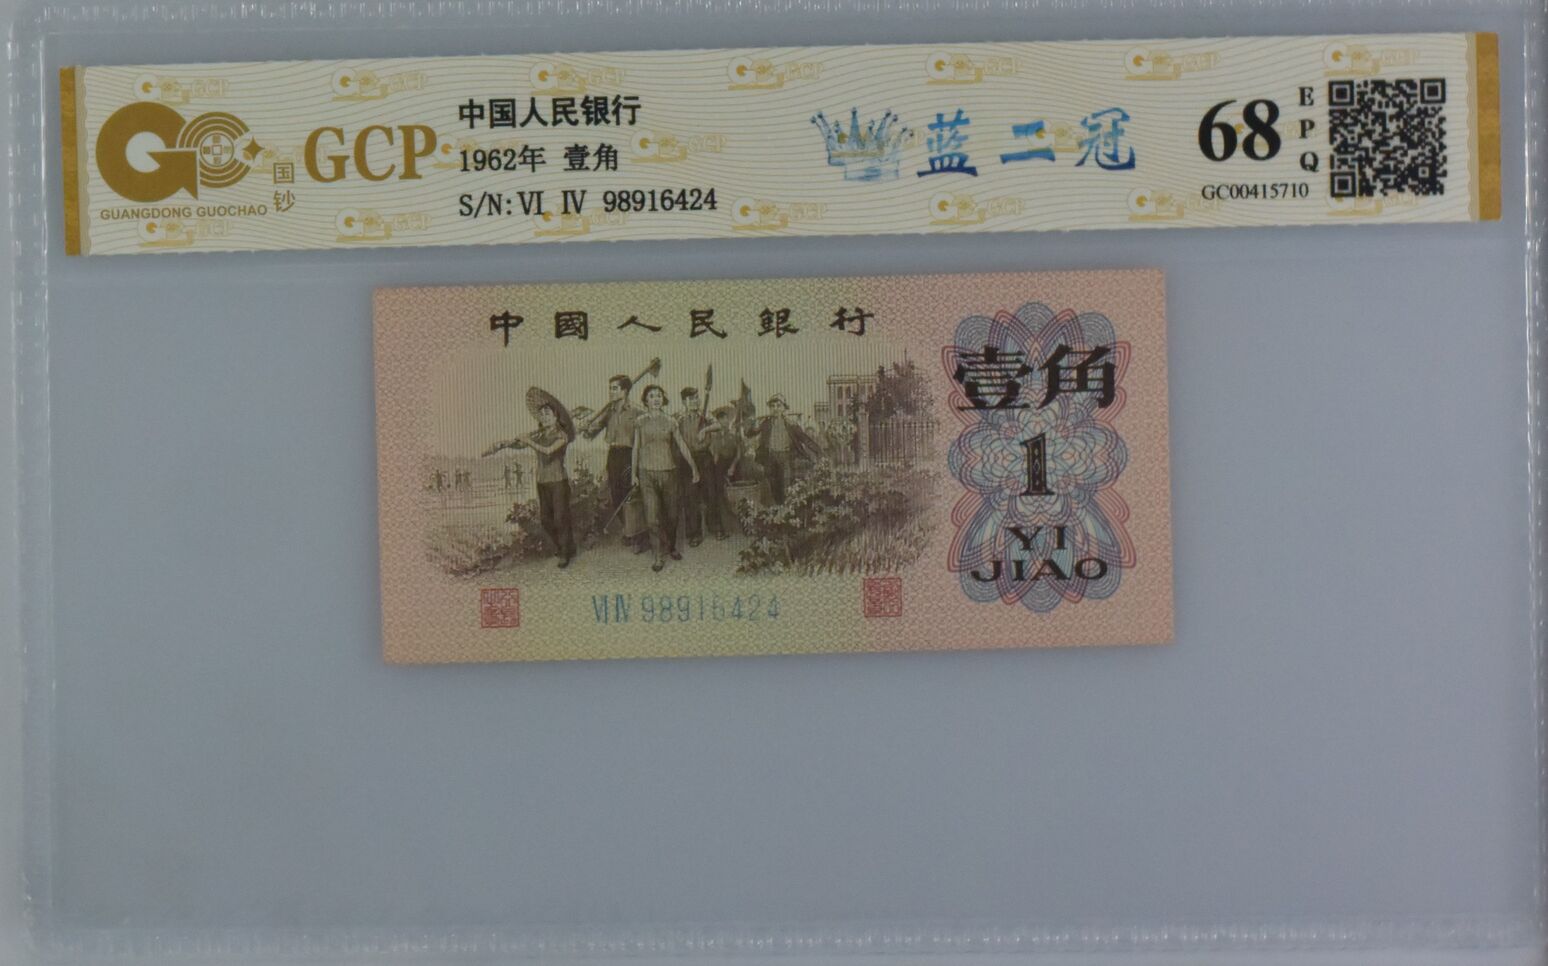 GCP
国钞
GUANGDONG GUOCHAO
中国人民银行
1962年 壹角
S/N: VI IV 98916424
蓝二冠
68
EPQ
GC00415710
中國人民銀行
壹角
1
YI
JIAO
VI IV 98916424